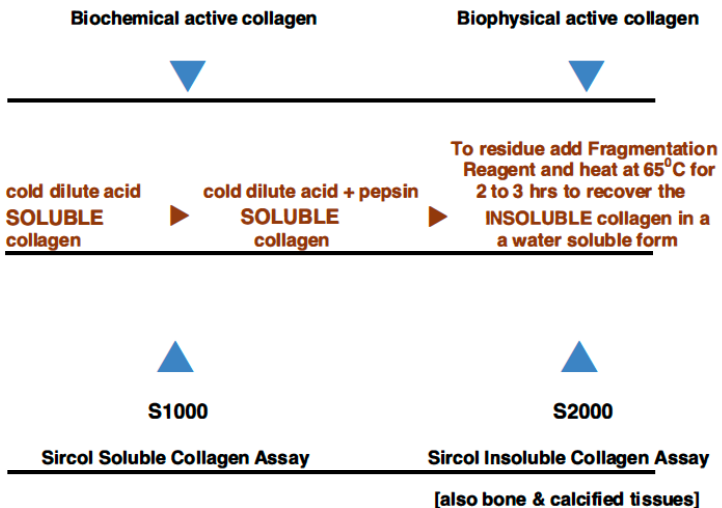 Biochemical active collagen
Biophysical active collagen
cold dilute acid
SOLUBLE
collagen
cold dilute acid + pepsin
SOLUBLE
collagen
To residue add Fragmentation
Reagent and heat at 65⁰C for
2 to 3 hrs to recover the
INSOLUBLE collagen in a
a water soluble form
S1000
Sircol Soluble Collagen Assay
S2000
Sircol Insoluble Collagen Assay
[also bone & calcified tissues]